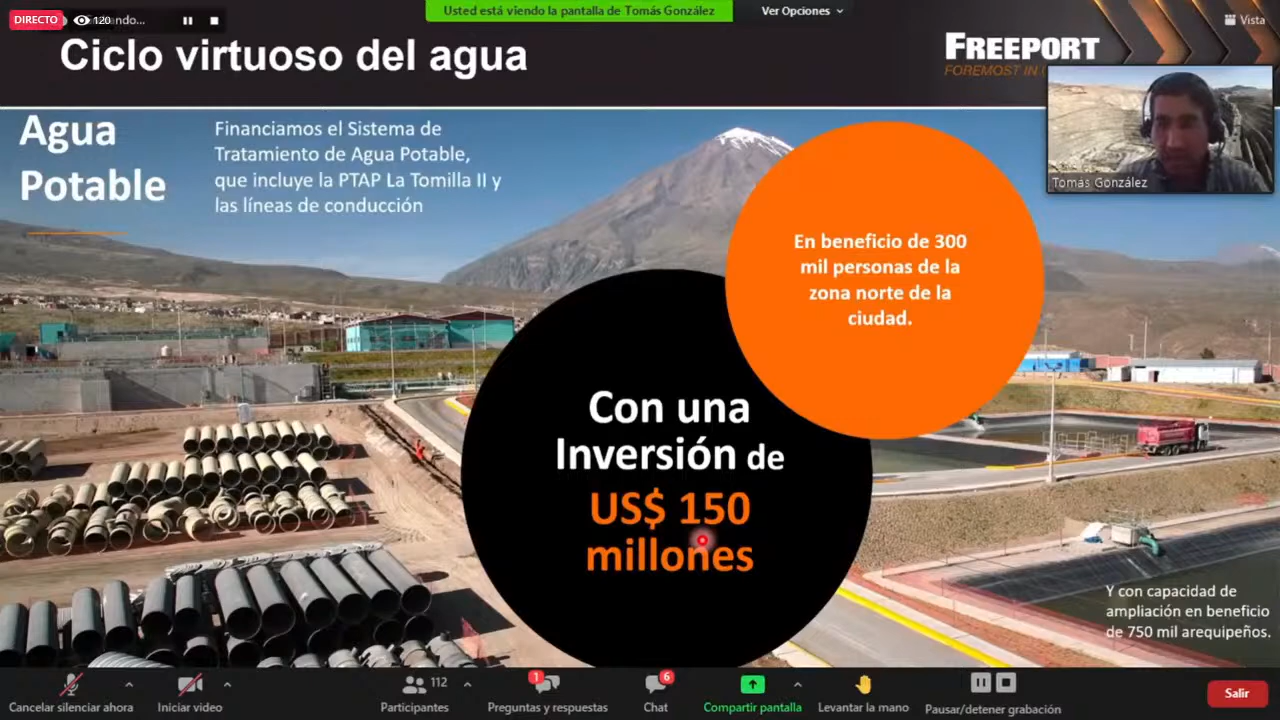 DIRECTO
120
ando...
Usted está viendo la pantalla de Tomás González
Ver Opciones
Vista
Ciclo virtuoso del agua
FREEPORT
FOREMOST IN
Tomás González
Agua
Potable
Financiamos el Sistema de
Tratamiento de Agua Potable,
que incluye la PTAP La Tomilla II y
las líneas de conducción
En beneficio de 300
mil personas de la
zona norte de la
ciudad.
Con una
Inversión de
US$ 150
millones
Y con capacidad de
ampliación en beneficio
de 750 mil arequipeños.
Cancelar silenciar ahora
Iniciar video
112
Participantes
1
Preguntas y respuestas
6
Chat
Compartir pantalla
Levantar la mano
Pausar/detener grabación
Salir